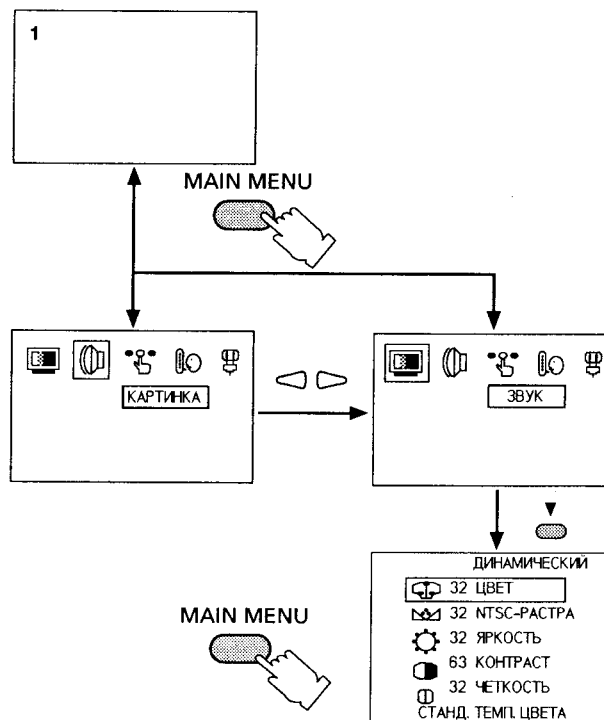 1
MAIN MENU
КАРТИНКА
ЗВУК
ДИНАМИЧЕСКИЙ
32 ЦВЕТ
32 NTSC-РАСТРА
32 ЯРКОСТЬ
63 КОНТРАСТ
32 ЧЕТКОСТЬ
СТАНД. ТЕМП. ЦВЕТА
MAIN MENU